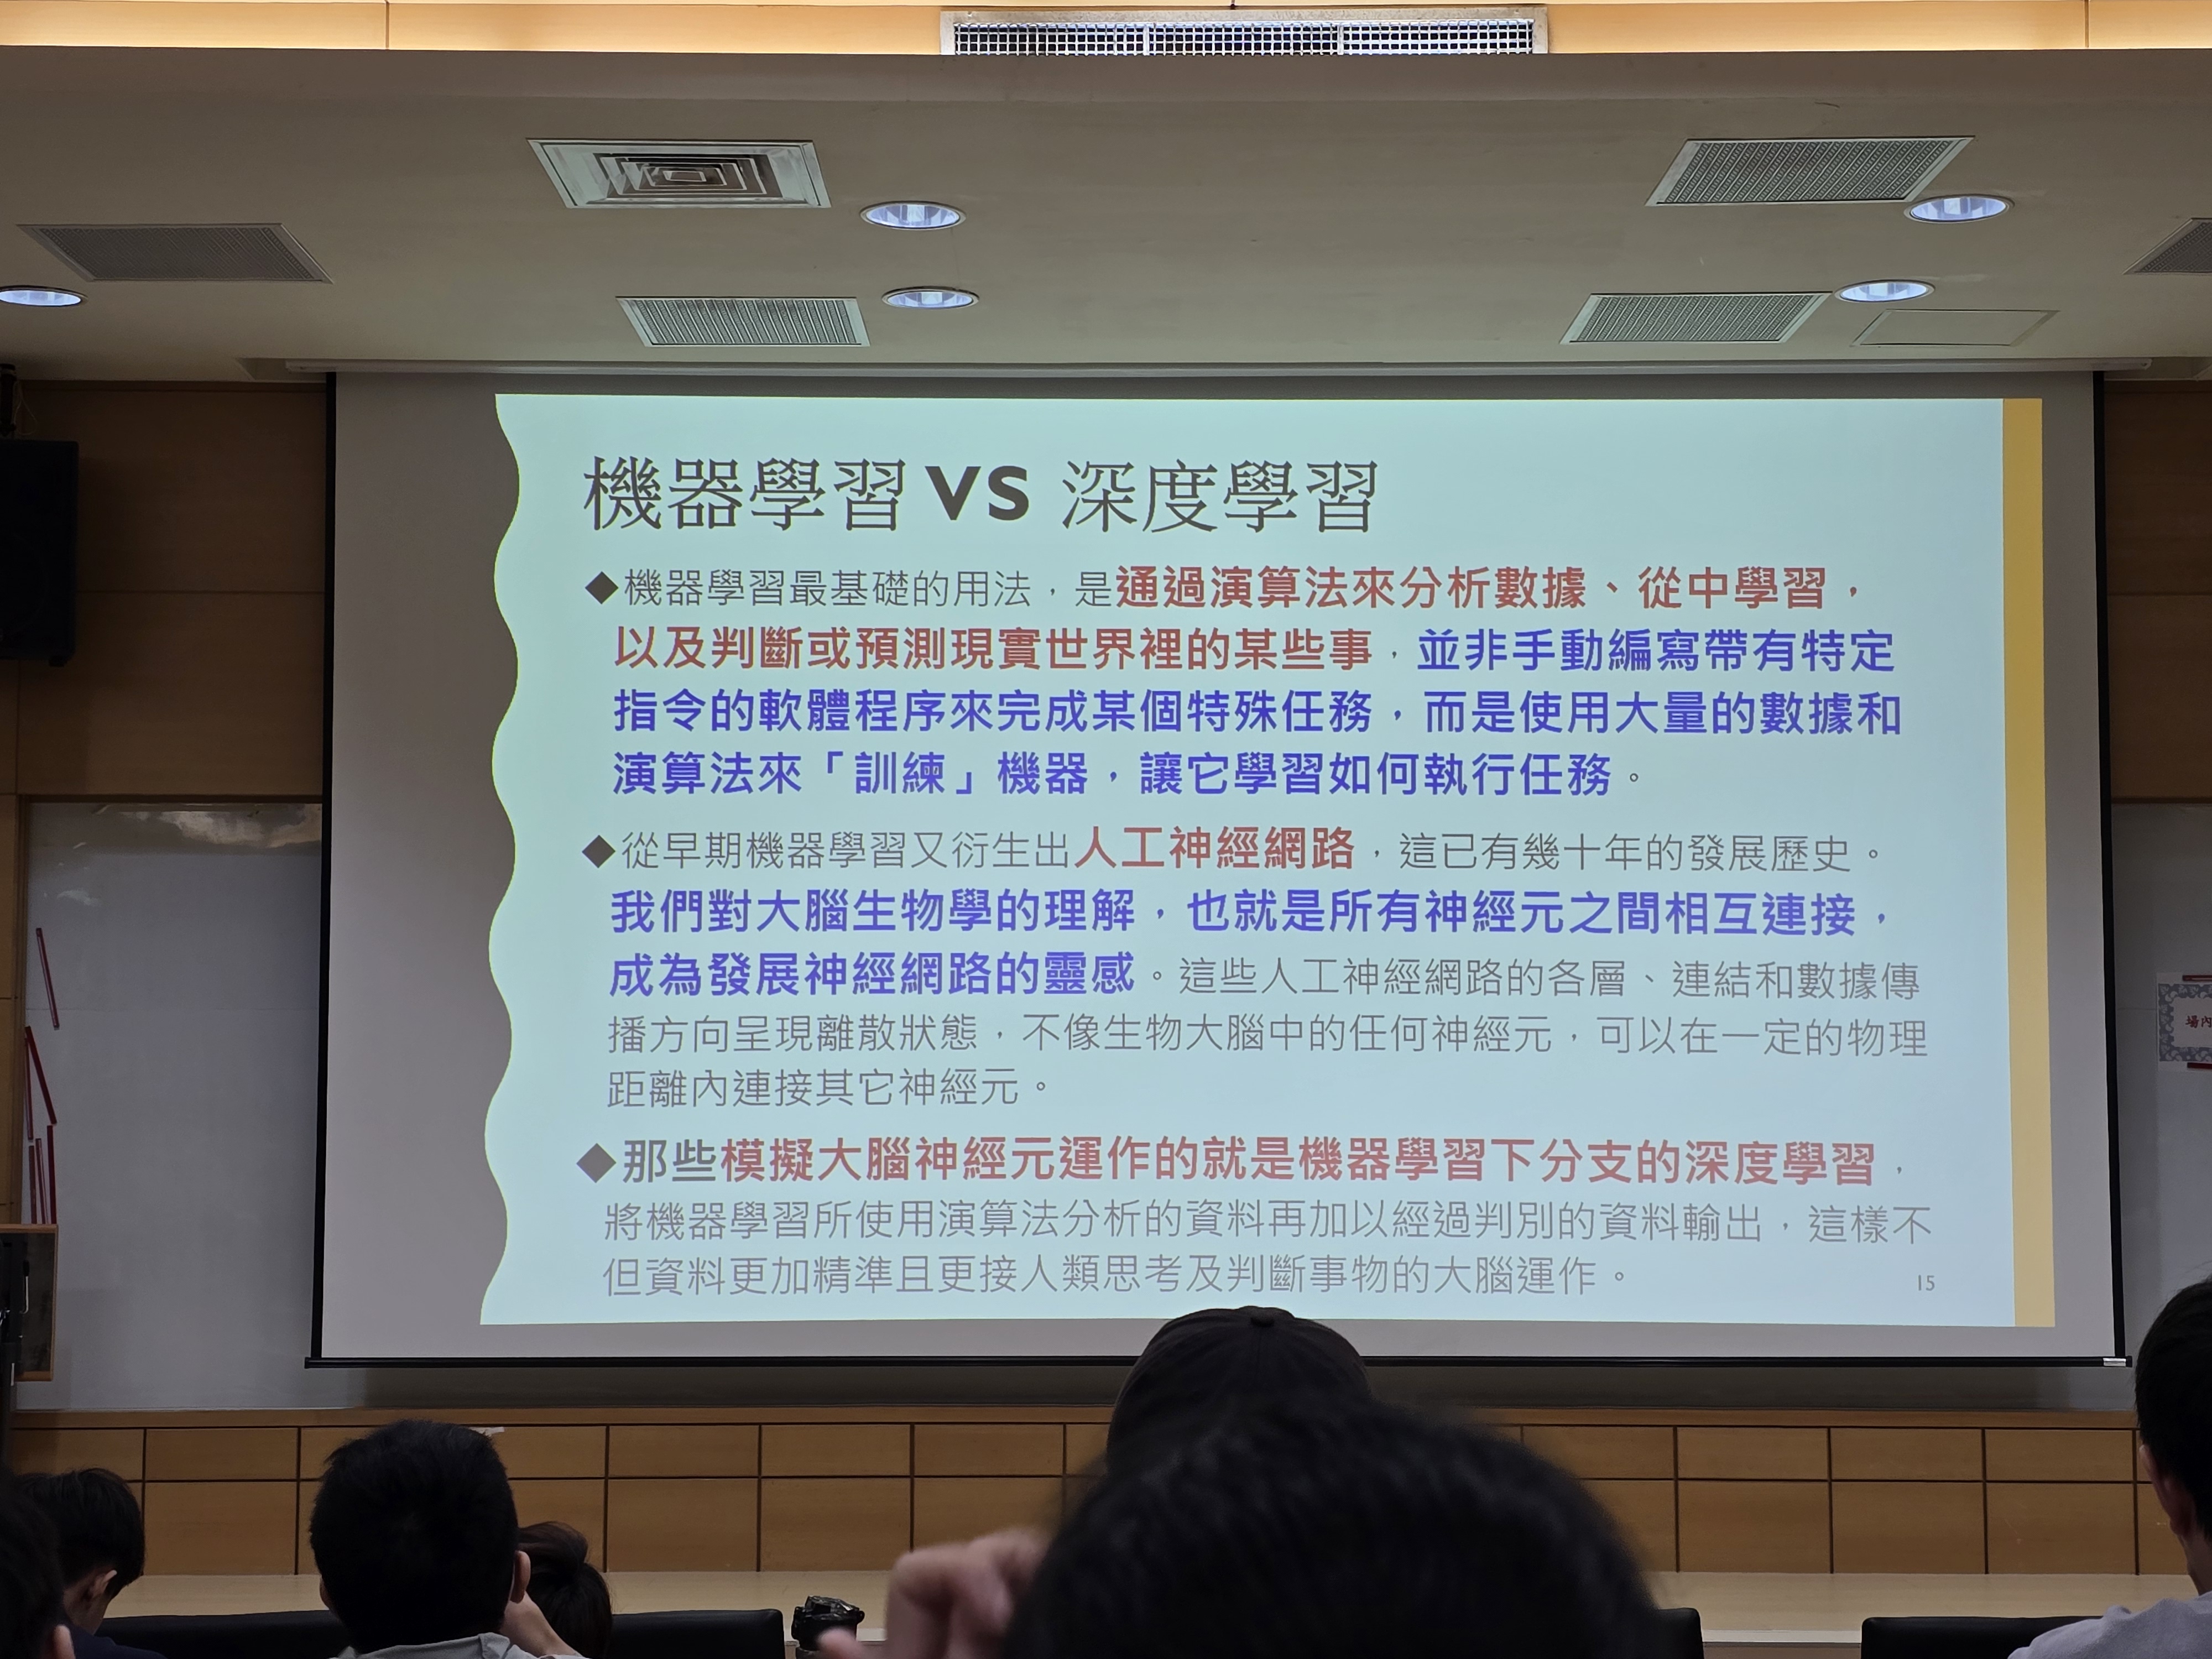 機器學習 VS 深度學習
◆機器學習最基礎的用法，是通過演算法來分析數據、從中學習，
以及判斷或預測現實世界裡的某些事，並非手動編寫帶有特定
指令的軟體程序來完成某個特殊任務，而是使用大量的數據和
演算法來「訓練」機器，讓它學習如何執行任務。
◆從早期機器學習又衍生出人工神經網路，這已有幾十年的發展歷史。
我們對大腦生物學的理解，也就是所有神經元之間相互連接，
成為發展神經網路的靈感。這些人工神經網路的各層、連結和數據傳
播方向呈現離散狀態，不像生物大腦中的任何神經元，可以在一定的物理
距離內連接其它神經元。
◆那些模擬大腦神經元運作的就是機器學習下分支的深度學習，
將機器學習所使用演算法分析的資料再加以經過判別的資料輸出，這樣不
但資料更加精準且更接人類思考及判斷事物的大腦運作。
15
場內